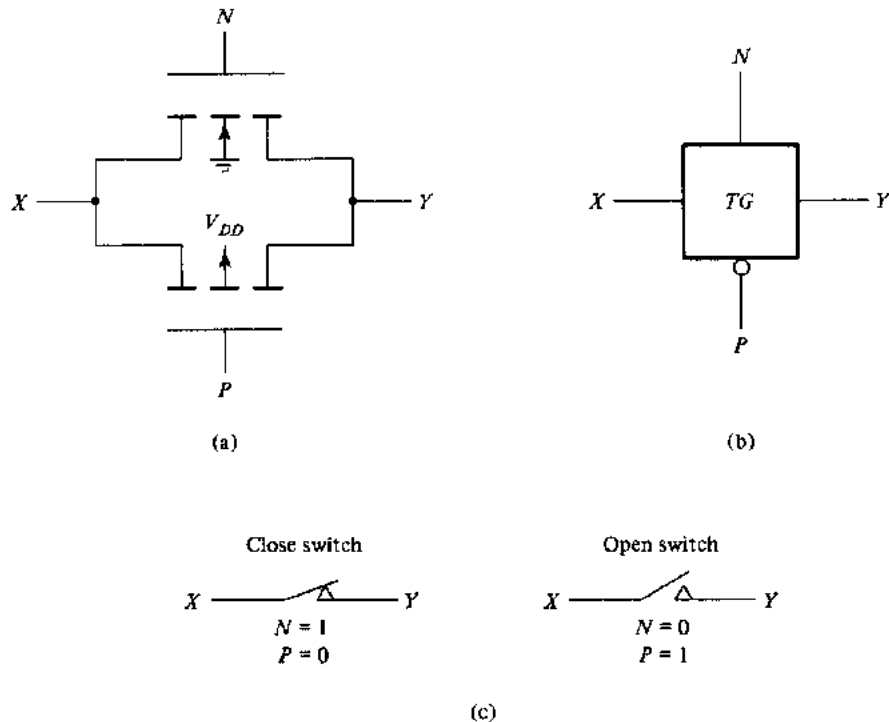 N
X
Y
V_DD
P
(a)
N
X
TG
Y
P
(b)
Close switch
X
Y
N = 1
P = 0
Open switch
X
Y
N = 0
P = 1
(c)